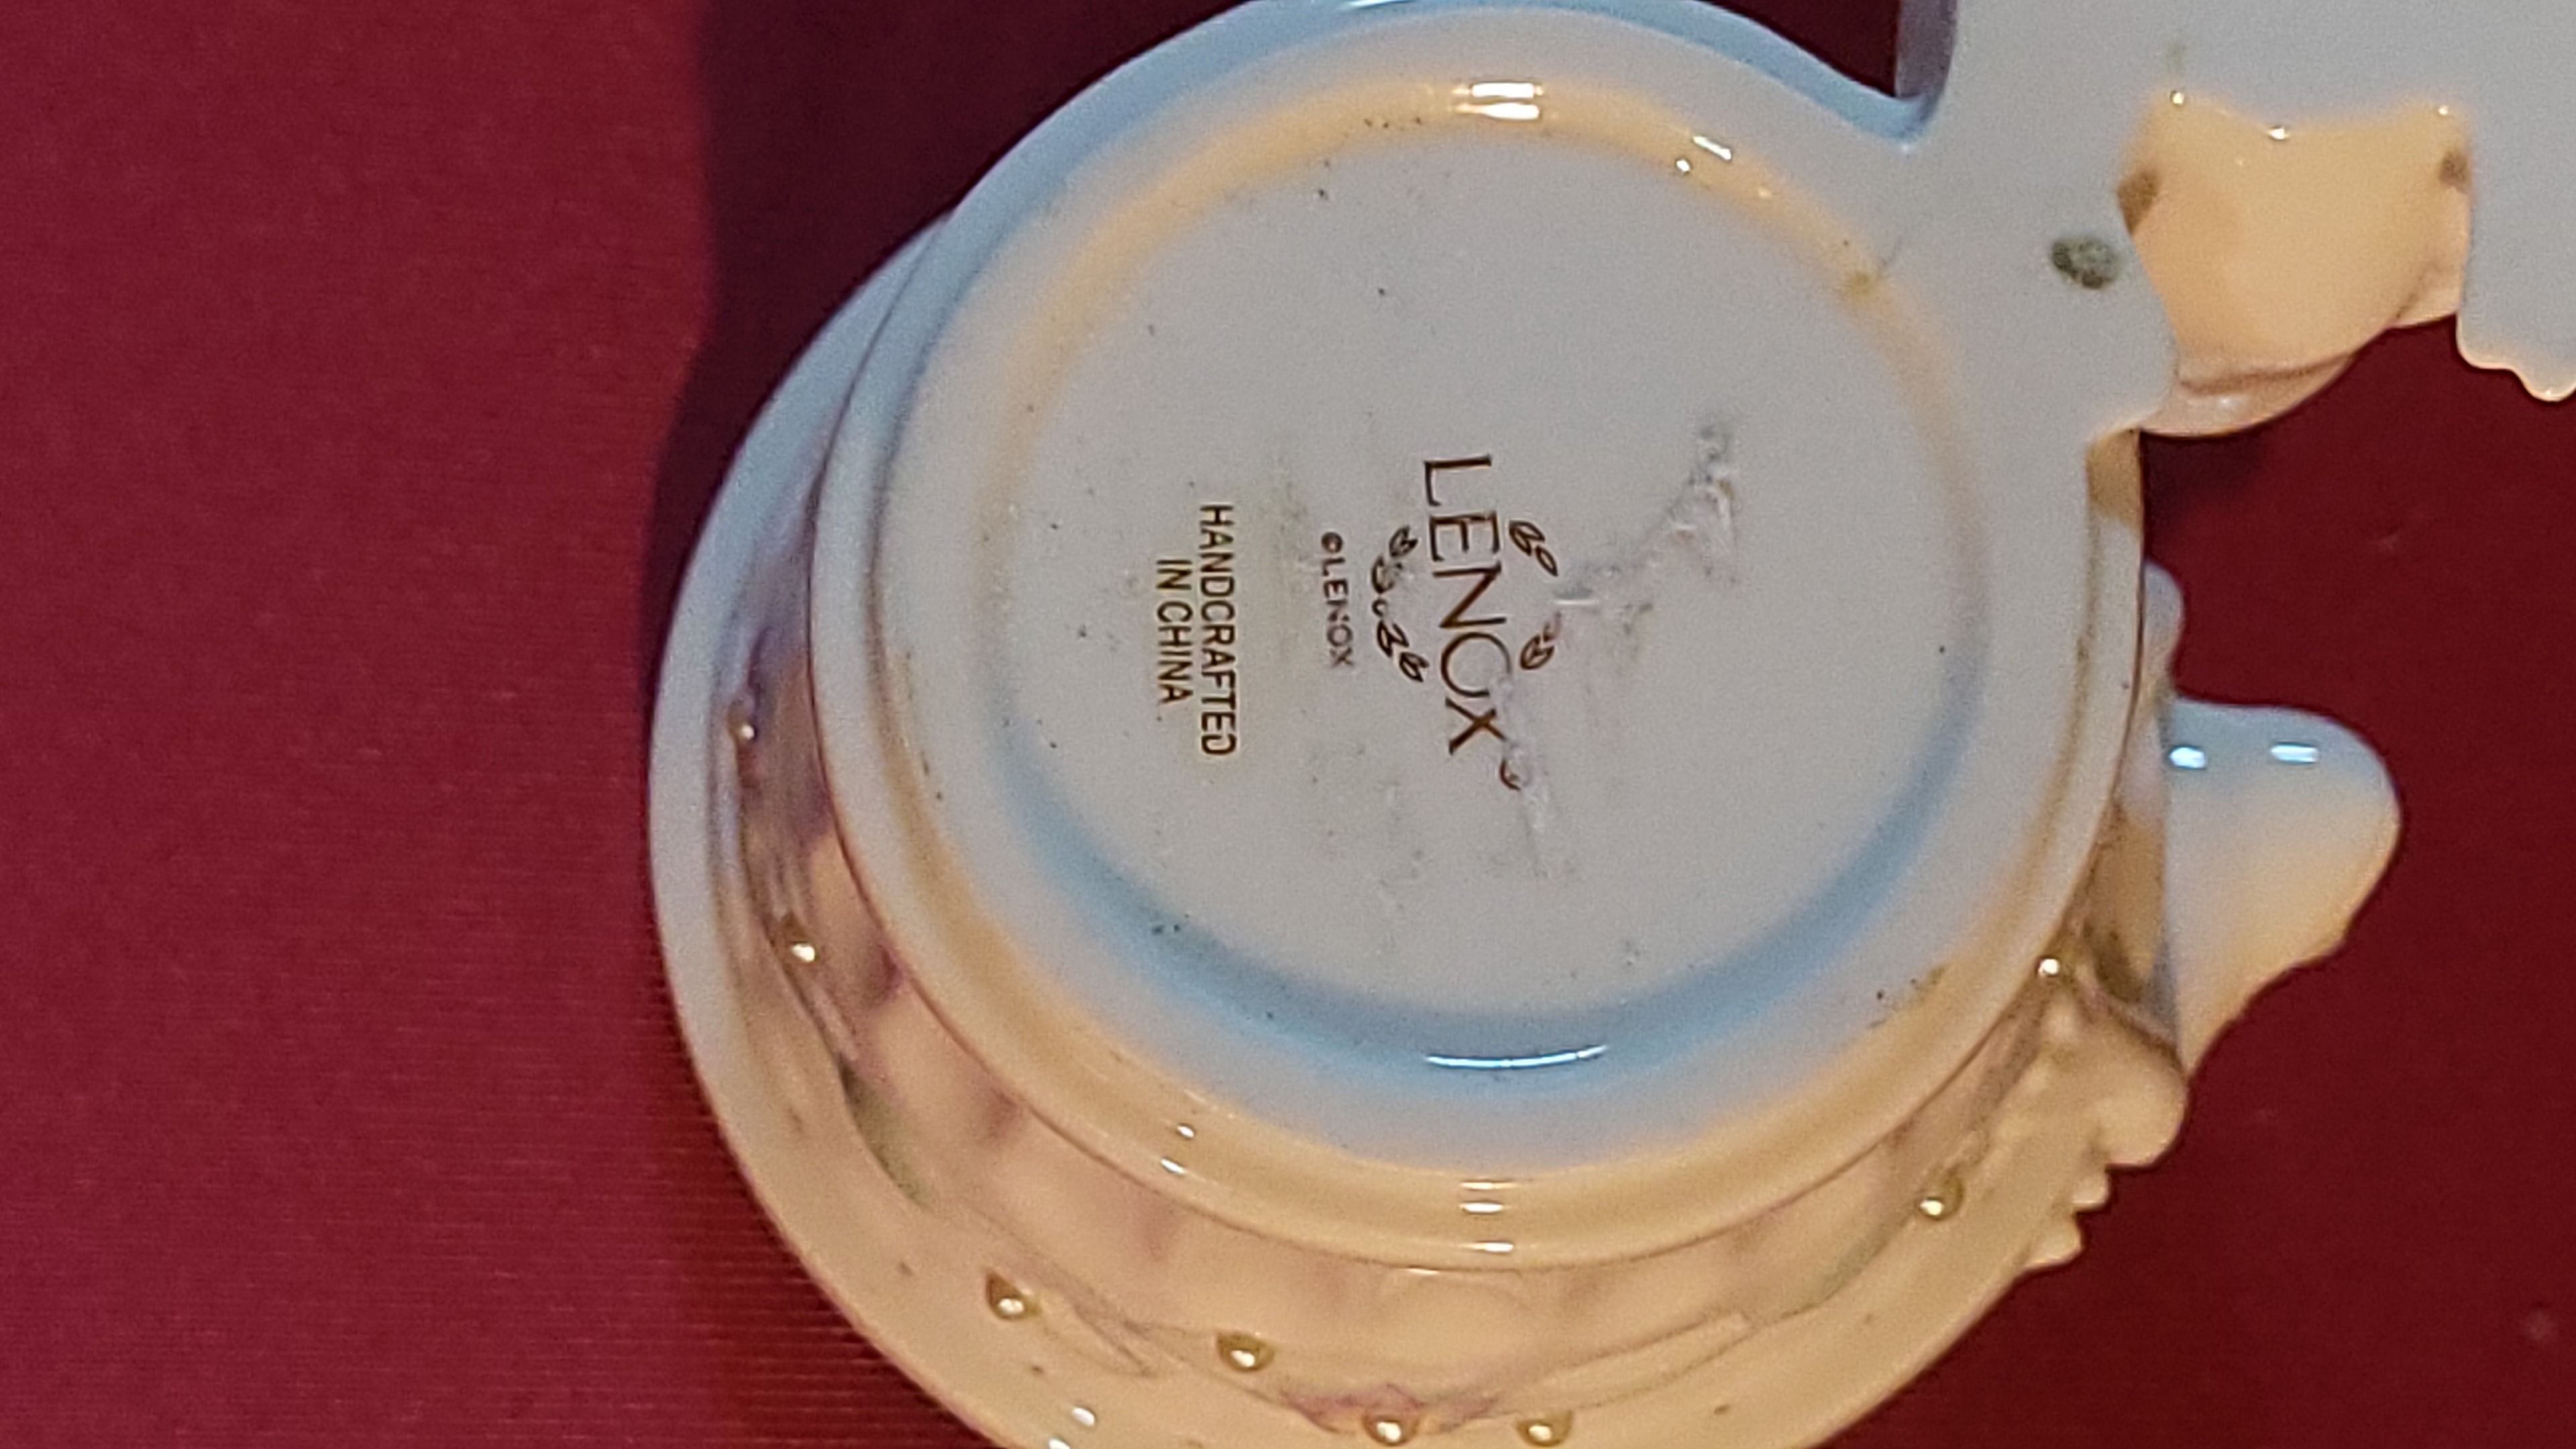 LENOX
©LENOX
HANDCRAFTED
IN CHINA